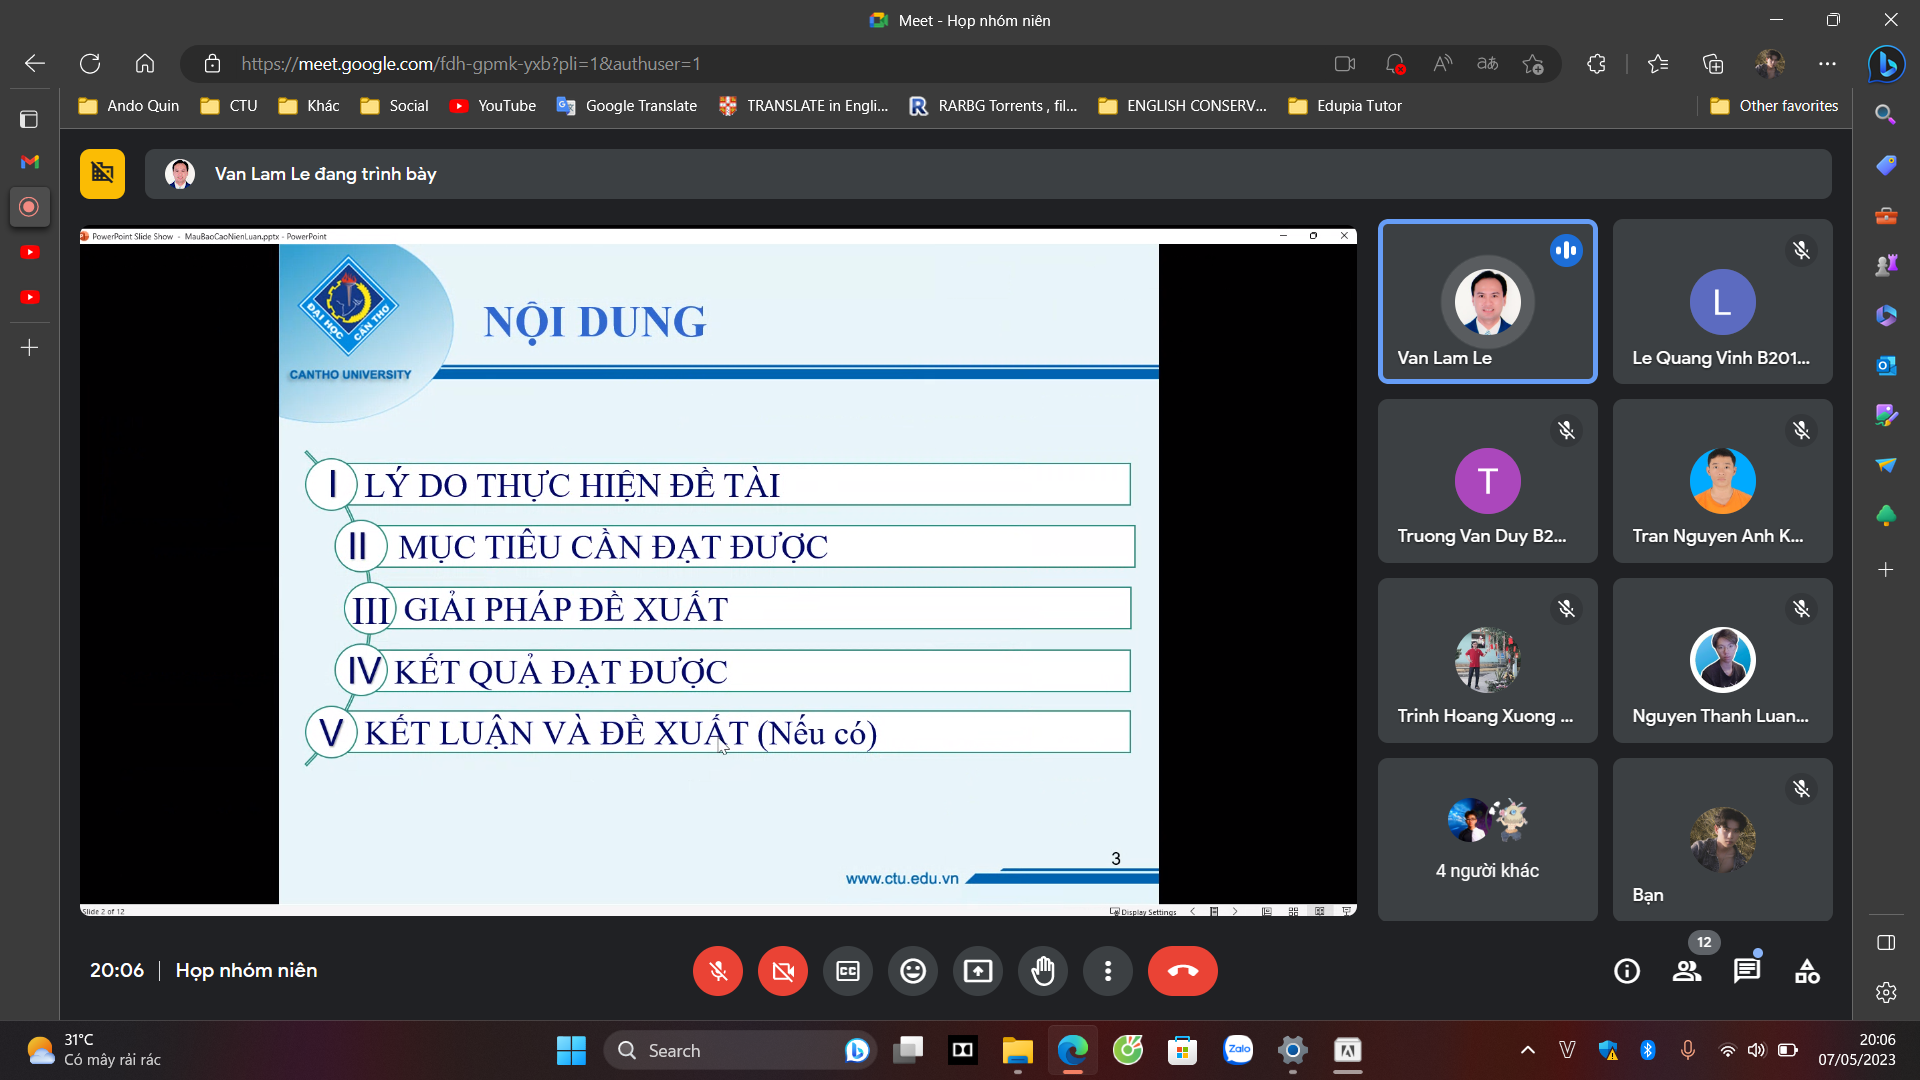 Meet - Họp nhóm niên
https://meet.google.com/fdh-gpmk-yxb?pli=1&authuser=1
Ando Quin
CTU
Khác
Social
YouTube
Google Translate
TRANSLATE in Engli...
RARBG Torrents , fil...
ENGLISH CONSERV...
Edupia Tutor
Other favorites
Van Lam Le đang trình bày
PowerPoint Slide Show - MauBaoCaoNienLuan.pptx - PowerPoint
ĐẠI HỌC CẦN THƠ
CANTHO UNIVERSITY
NỘI DUNG
I LÝ DO THỰC HIỆN ĐỀ TÀI
II MỤC TIÊU CẦN ĐẠT ĐƯỢC
III GIẢI PHÁP ĐỀ XUẤT
IV KẾT QUẢ ĐẠT ĐƯỢC
V KẾT LUẬN VÀ ĐỀ XUẤT (Nếu có)
3
www.ctu.edu.vn
Slide 2 of 12
Display Settings
Van Lam Le
L
Le Quang Vinh B201...
T
Truong Van Duy B2...
Tran Nguyen Anh K...
Trinh Hoang Xuong ...
Nguyen Thanh Luan...
4 người khác
Bạn
20:06
Họp nhóm niên
12
31°C
Có mây rải rác
Search
Zalo
V
20:06
07/05/2023